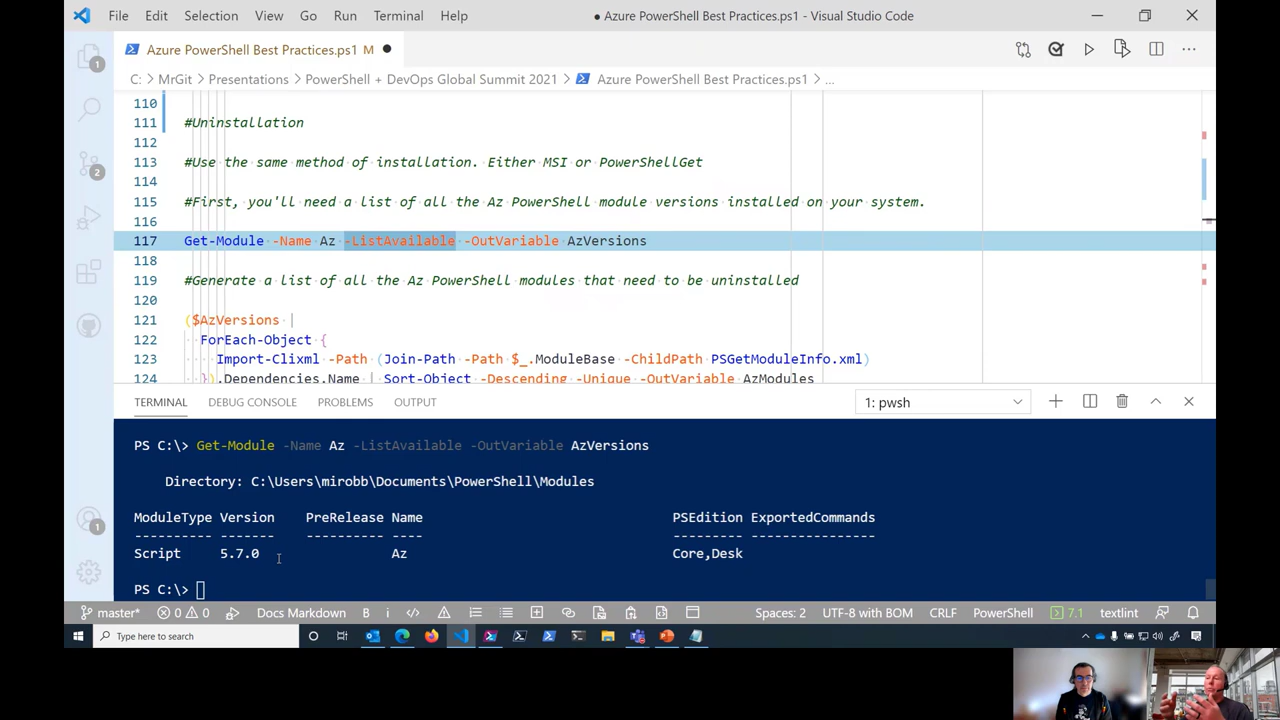 File Edit Selection View Go Run Terminal Help ● Azure PowerShell Best Practices.ps1 - Visual Studio Code
Azure PowerShell Best Practices.ps1 M ●
C: > MrGit > Presentations > PowerShell + DevOps Global Summit 2021 > Azure PowerShell Best Practices.ps1 > ...
1
2
1
110
111 #Uninstallation
112
113 #Use the same method of installation. Either MSI or PowerShellGet
114
115 #First, you'll need a list of all the Az PowerShell module versions installed on your system.
116
117 Get-Module -Name Az -ListAvailable -OutVariable AzVersions
118
119 #Generate a list of all the Az PowerShell modules that need to be uninstalled
120
121 ($AzVersions |
122 ForEach-Object {
123 Import-Clixml -Path (Join-Path -Path $_.ModuleBase -ChildPath PSGetModuleInfo.xml)
124 }).Dependencies.Name | Sort-Object -Descending -Unique -OutVariable AzModules
TERMINAL DEBUG CONSOLE PROBLEMS OUTPUT 1: pwsh
PS C:\> Get-Module -Name Az -ListAvailable -OutVariable AzVersions
Directory: C:\Users\mirobb\Documents\PowerShell\Modules
ModuleType Version PreRelease Name PSEdition ExportedCommands
---------- ------- ---------- ---- --------- ----------------
Script 5.7.0 Az Core,Desk
PS C:\>
master* 0 0 Docs Markdown B i Spaces: 2 UTF-8 with BOM CRLF PowerShell 7.1 textlint
Type here to search